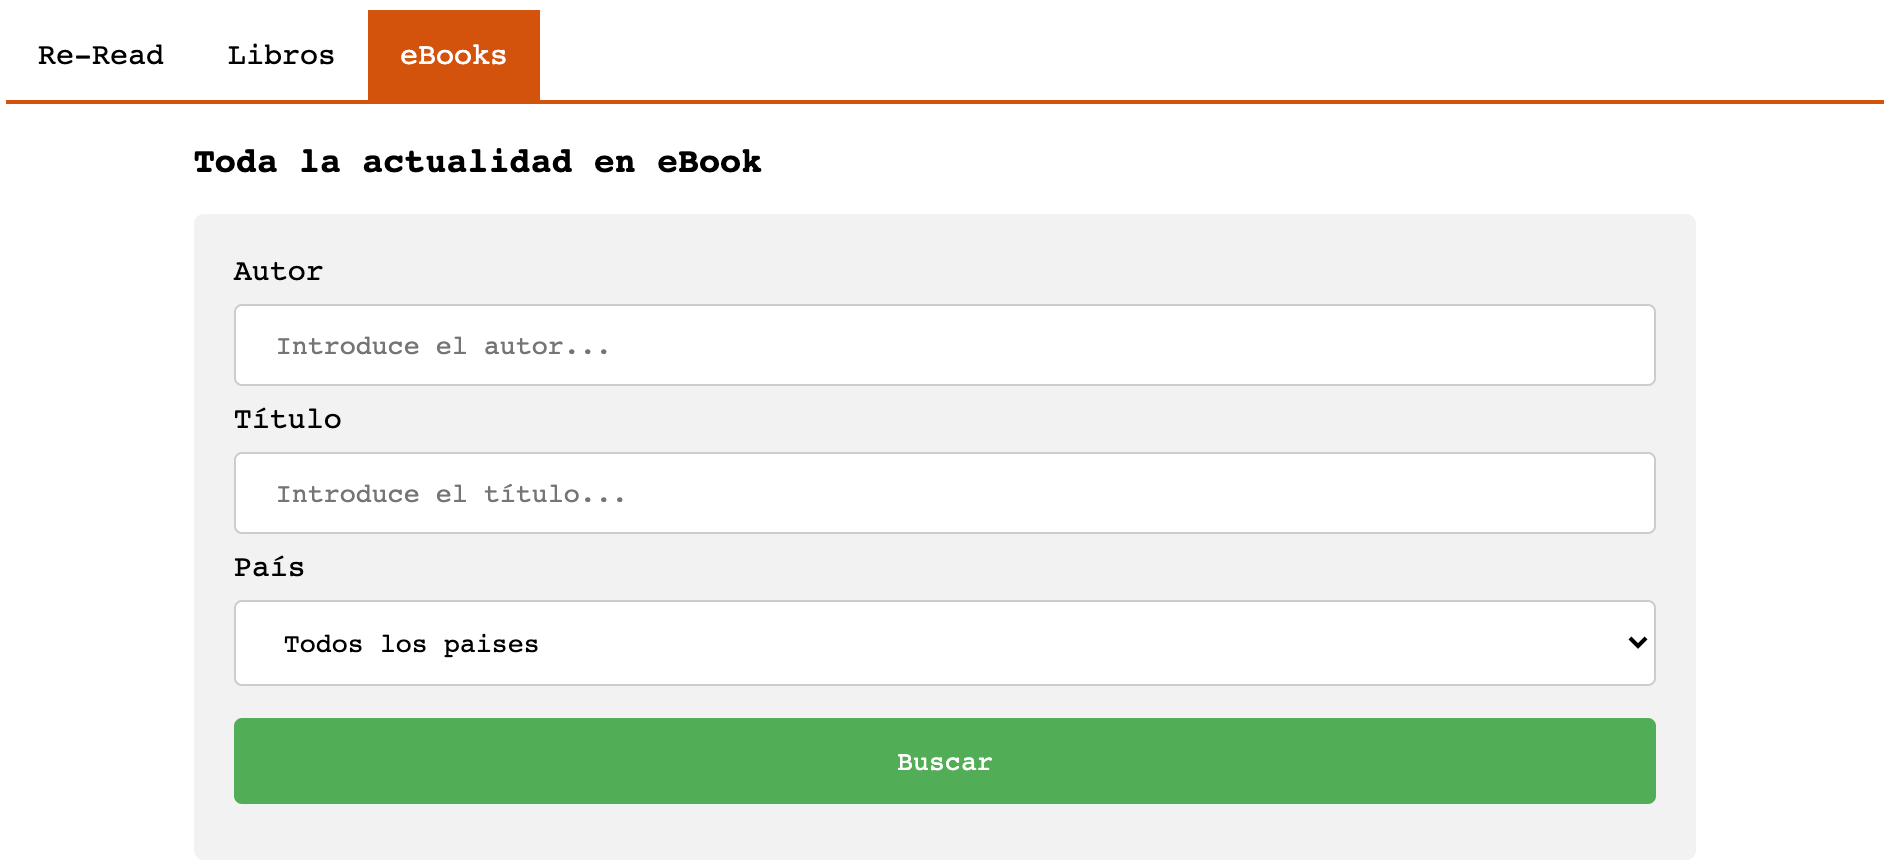 Re-Read Libros eBooks
Toda la actualidad en eBook
Autor
Introduce el autor...
Título
Introduce el título...
País
Todos los paises
Buscar